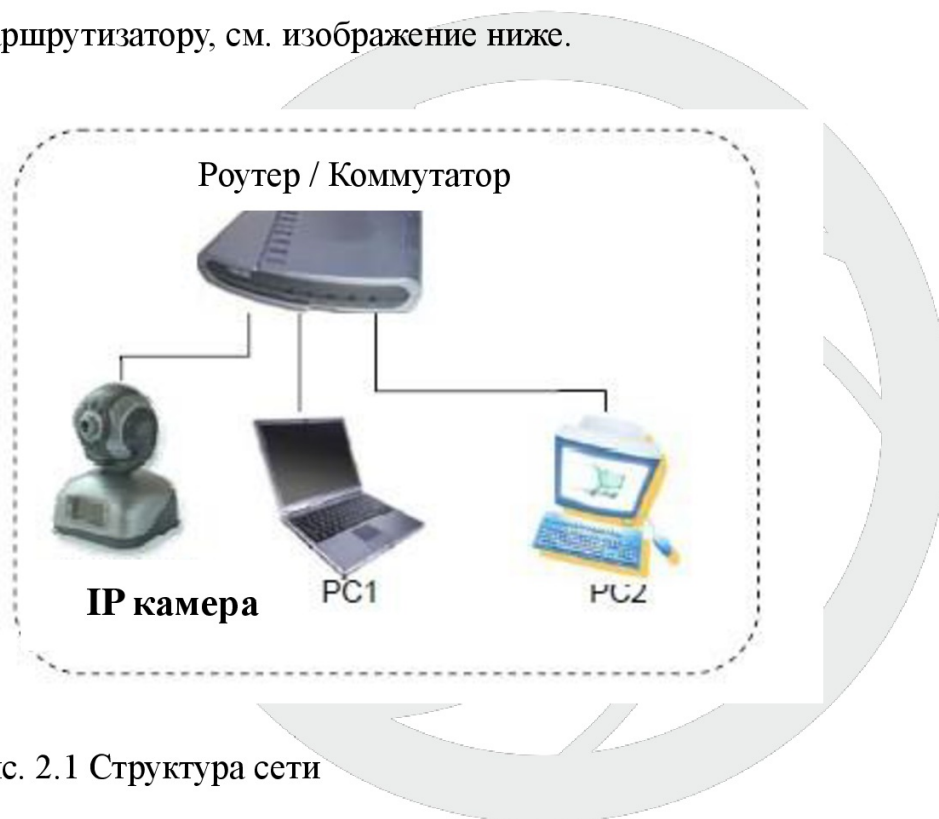 ршрутизатору, см. изображение ниже.
Роутер / Коммутатор
IP камера
PC1
PC2
с. 2.1 Структура сети